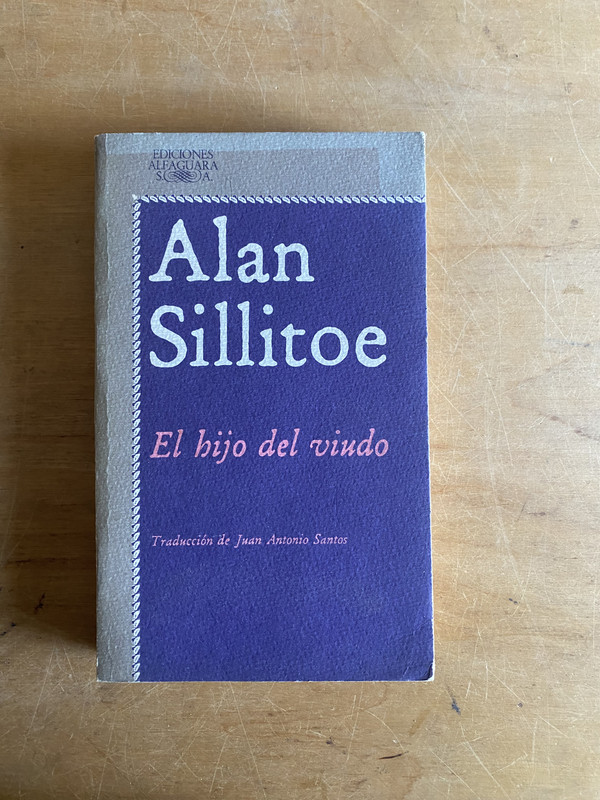 EDICIONES
ALFAGUARA
S. A.
Alan
Sillitoe
El hijo del viudo
Traducción de Juan Antonio Santos